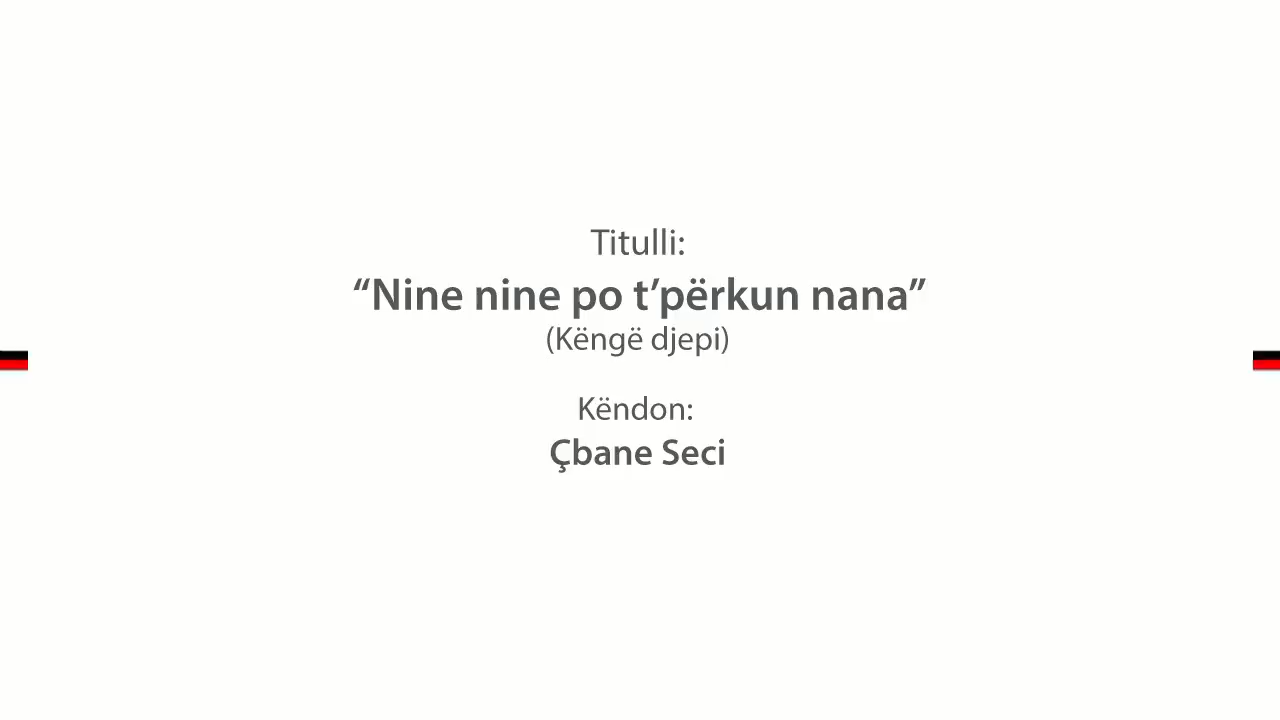 Titulli:
“Nine nine po t’përkun nana”
(Këngë djepi)
Këndon:
Çbane Seci